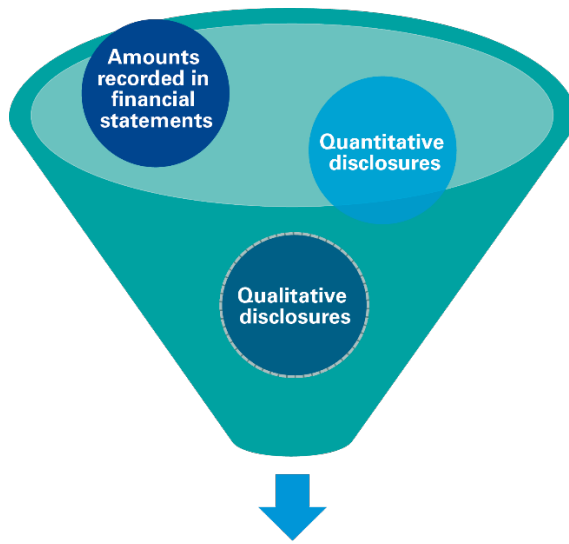 Amounts
recorded in
financial
statements
Quantitative
disclosures
Qualitative
disclosures